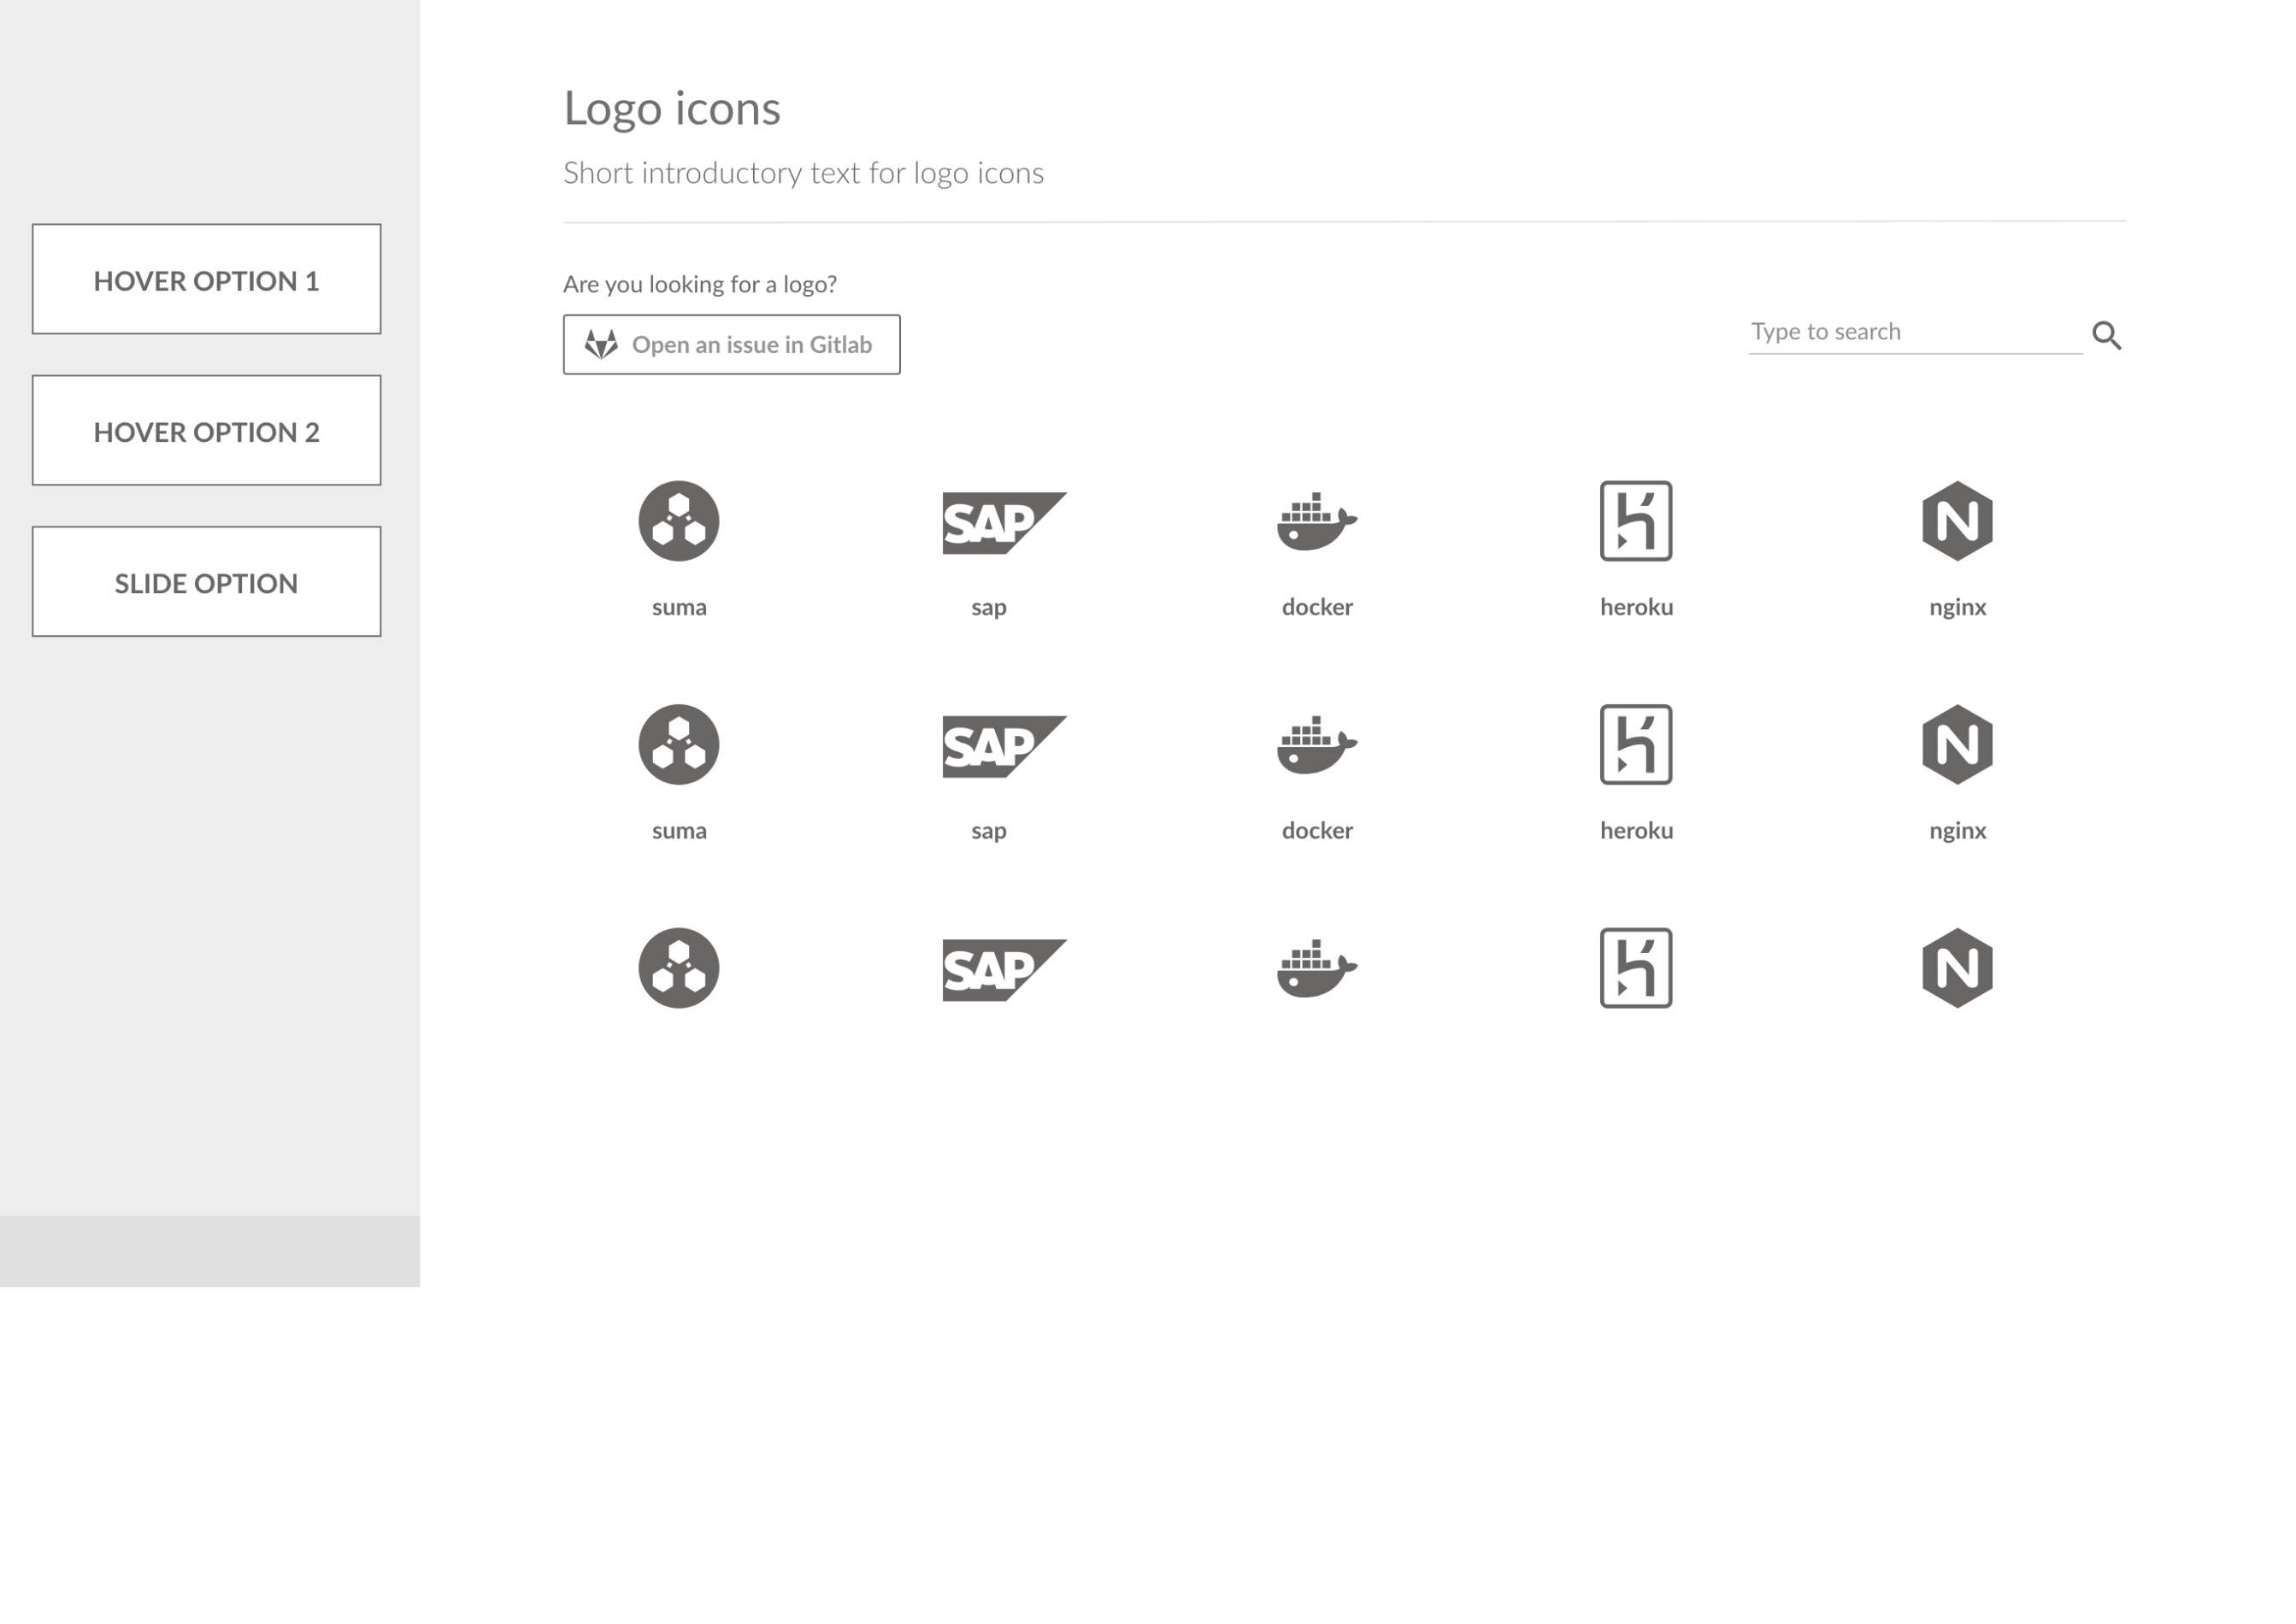 Logo icons
Short introductory text for logo icons
HOVER OPTION 1
HOVER OPTION 2
SLIDE OPTION
Are you looking for a logo?
Open an issue in Gitlab
Type to search
SAP
N
suma sap docker heroku nginx
SAP
N
suma sap docker heroku nginx
SAP
N